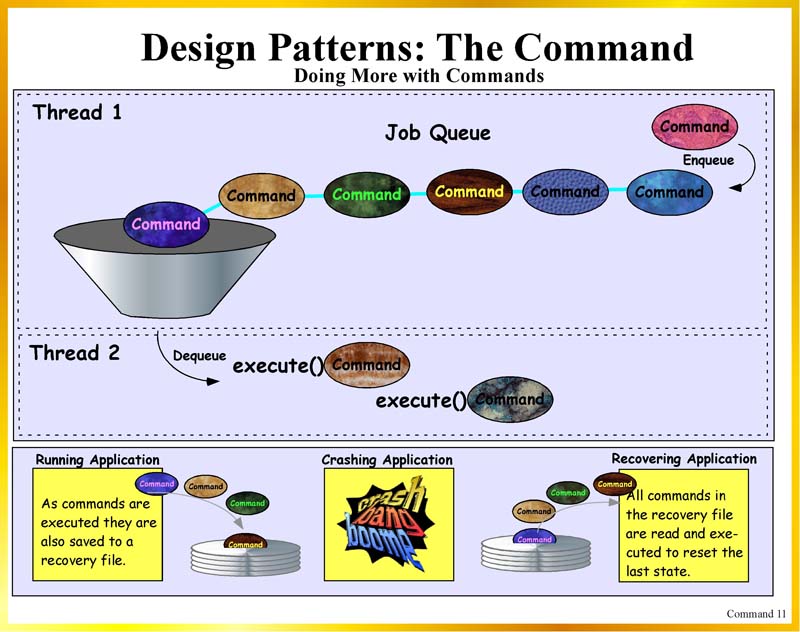 Design Patterns: The Command
Doing More with Commands
Thread 1
Job Queue
Command
Enqueue
Command
Command
Command
Command
Command
Command
Thread 2
Dequeue
execute()
Command
execute()
Command
Running Application
Command
Command
Command
Command
As commands are
executed they are
also saved to a
recovery file.
Crashing Application
crash
bang
boome
Recovering Application
Command
Command
Command
Command
All commands in
the recovery file
are read and exe-
cuted to reset the
last state.
Command 11